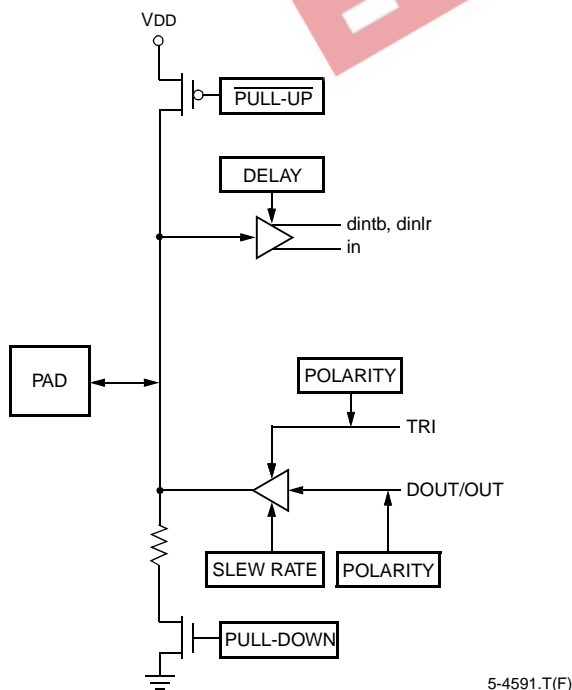 VDD
PULL-UP
DELAY
dintb, dinlr
in
PAD
POLARITY
TRI
DOUT/OUT
SLEW RATE
POLARITY
PULL-DOWN
5-4591.T(F)